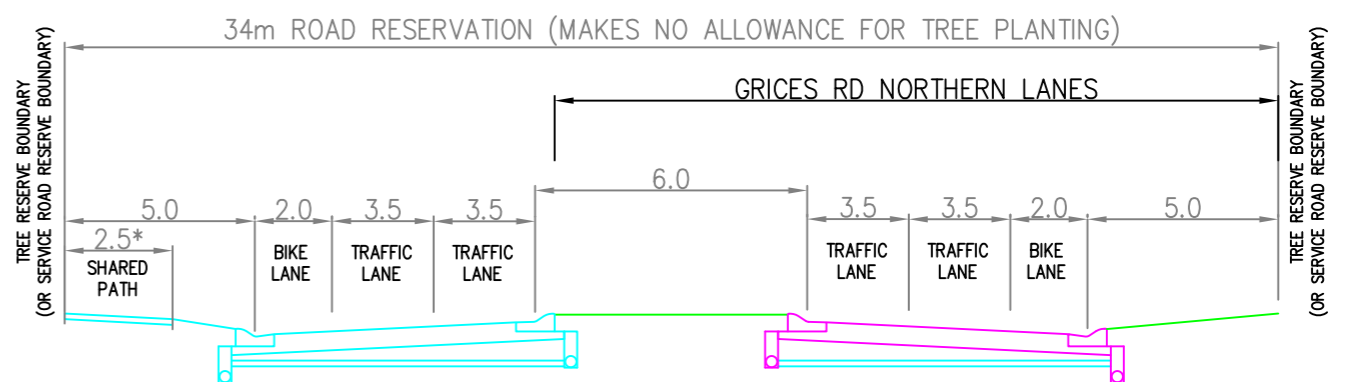 34m ROAD RESERVATION (MAKES NO ALLOWANCE FOR TREE PLANTING)
GRICES RD NORTHERN LANES
TREE RESERVE BOUNDARY
(OR SERVICE ROAD RESERVE BOUNDARY)
6.0
5.0
2.0
3.5
3.5
3.5
3.5
2.0
5.0
2.5*
SHARED
PATH
BIKE
LANE
TRAFFIC
LANE
TRAFFIC
LANE
TRAFFIC
LANE
TRAFFIC
LANE
BIKE
LANE
TREE RESERVE BOUNDARY
(OR SERVICE ROAD RESERVE BOUNDARY)